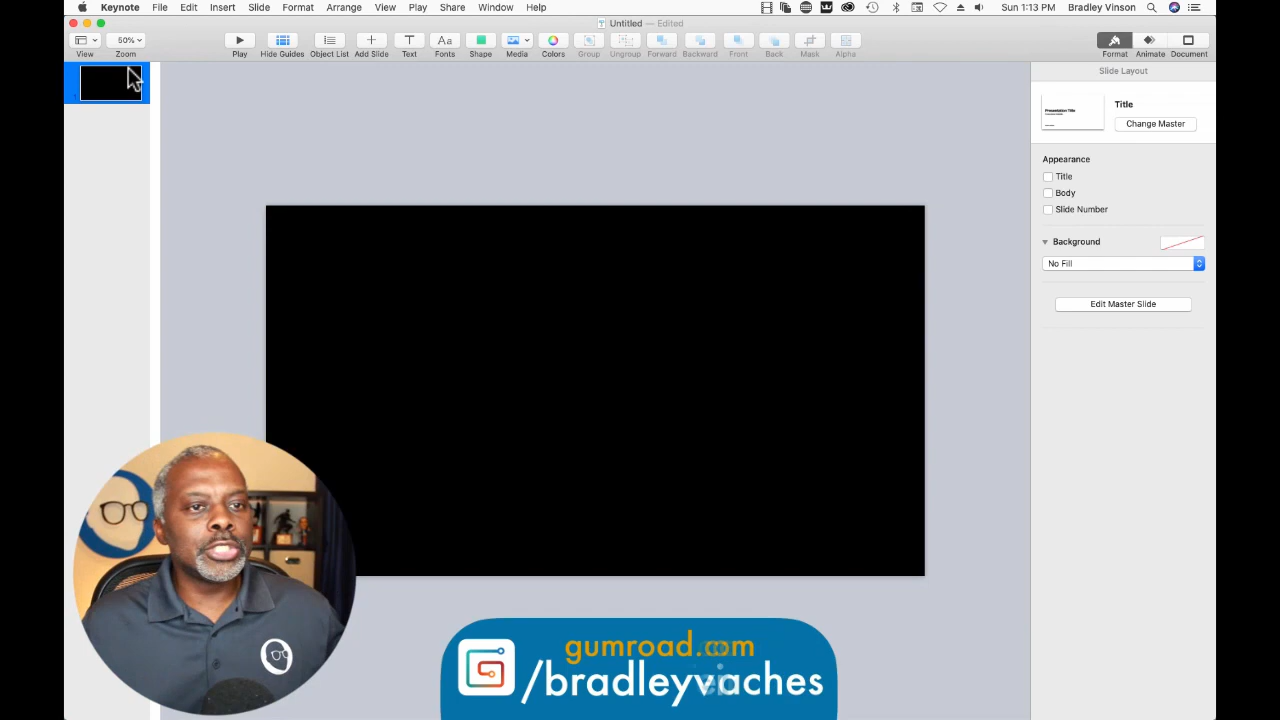 Keynote File Edit Insert Slide Format Arrange View Play Share Window Help Sun 1:13 PM Bradley Vinson
Untitled — Edited
50%
View Zoom Play Hide Guides Object List Add Slide Text Fonts Shape Media Colors Group Ungroup Forward Backward Front Back Mask Alpha Format Animate Document
Slide Layout
Presentation Title
Title
Change Master
Appearance
Title
Body
Slide Number
Background
No Fill
Edit Master Slide
gumroad.com
/bradleyvaches